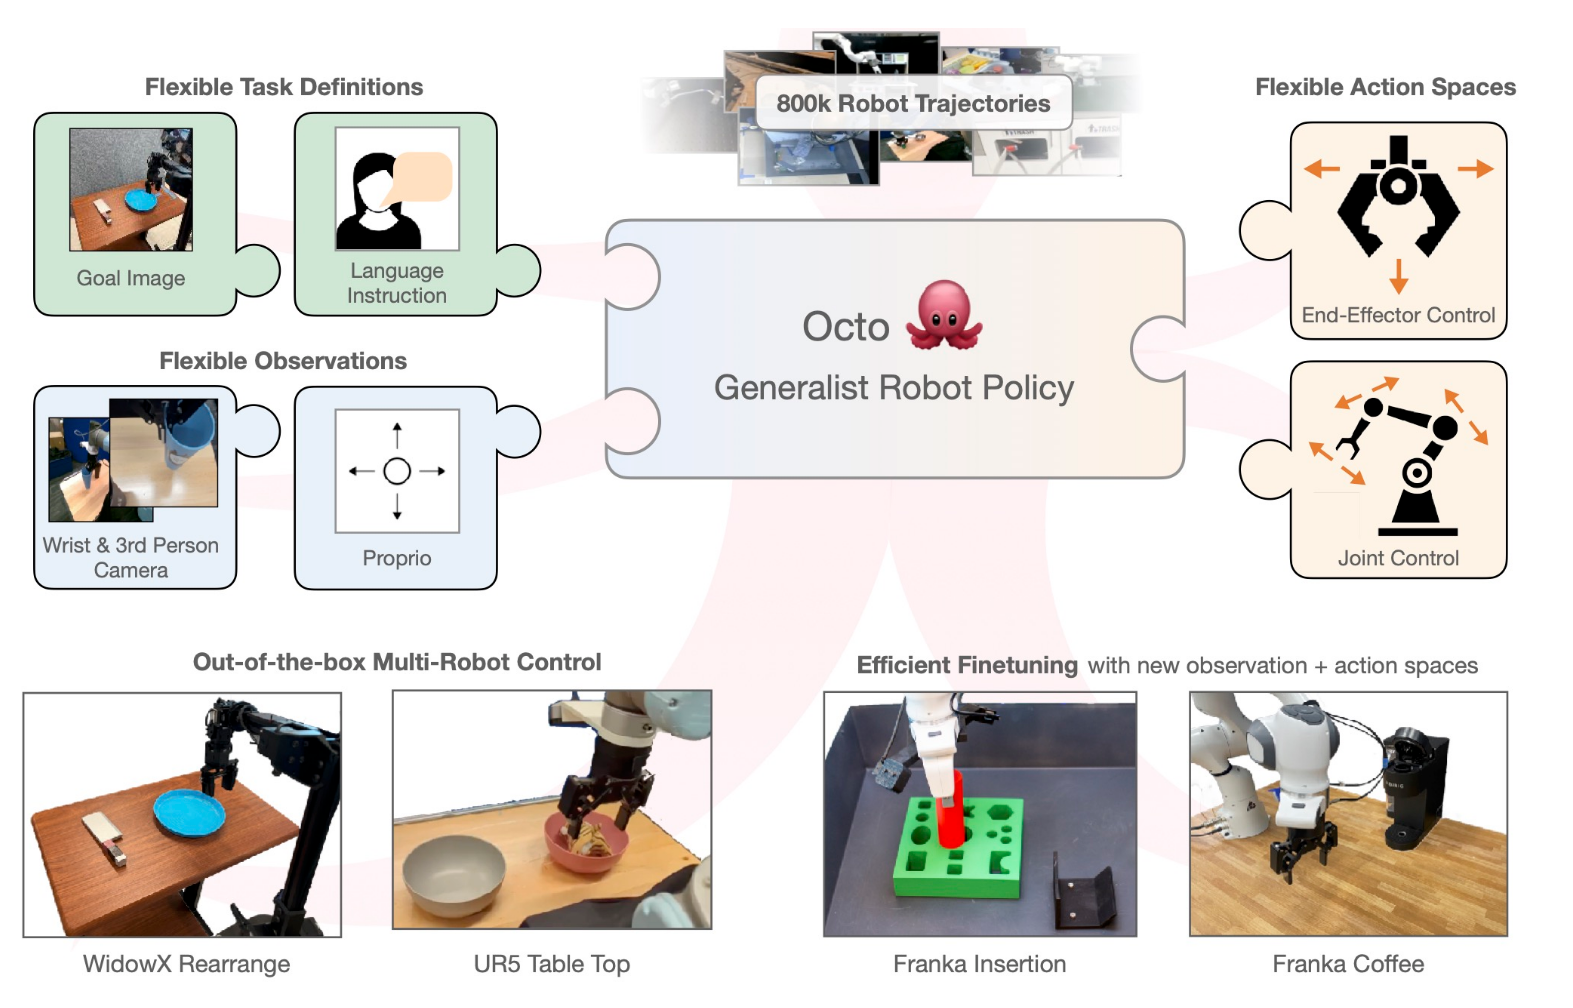 Flexible Task Definitions
Goal Image
Language
Instruction
Flexible Observations
Wrist & 3rd Person
Camera
Proprio
800k Robot Trajectories
Octo
Generalist Robot Policy
Flexible Action Spaces
End-Effector Control
Joint Control
Out-of-the-box Multi-Robot Control
WidowX Rearrange
UR5 Table Top
Efficient Finetuning with new observation + action spaces
Franka Insertion
Franka Coffee